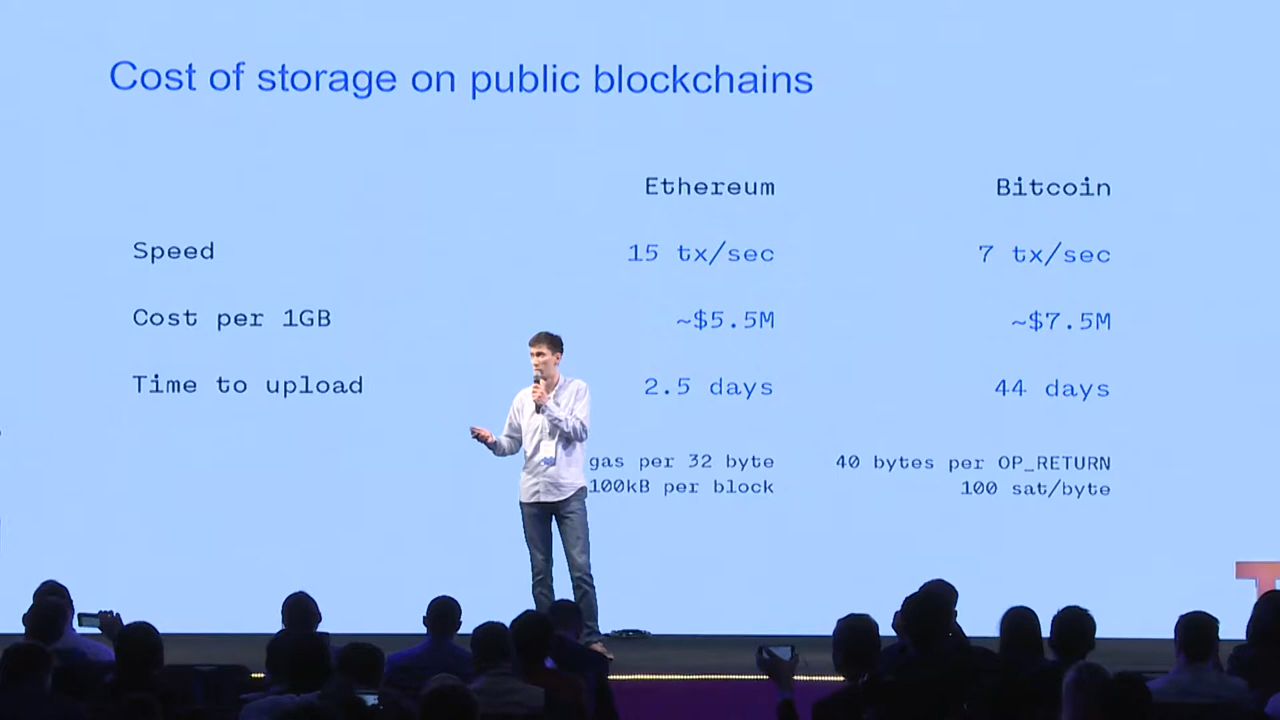 Cost of storage on public blockchains
Ethereum Bitcoin
Speed 15 tx/sec 7 tx/sec
Cost per 1GB ~$5.5M ~$7.5M
Time to upload 2.5 days 44 days
gas per 32 byte 40 bytes per OP_RETURN
100kB per block 100 sat/byte